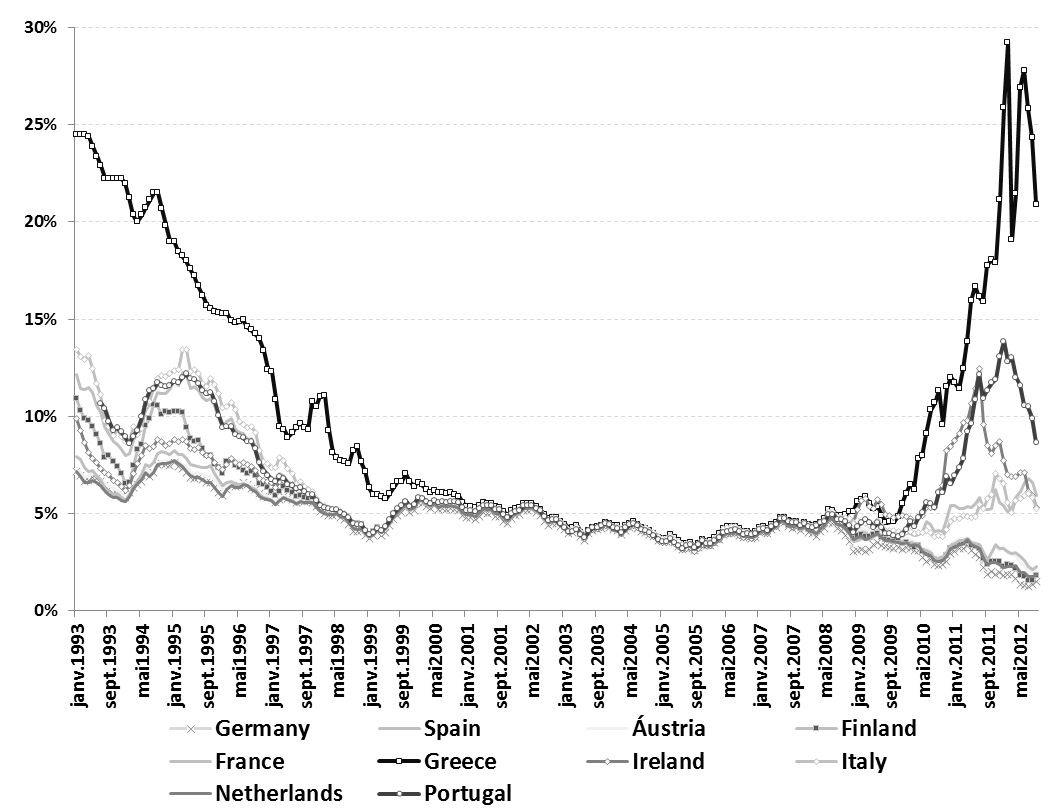 30%
25%
20%
15%
10%
5%
0%
janv.1993
sept.1993
mai1994
janv.1995
sept.1995
mai1996
janv.1997
sept.1997
mai1998
janv.1999
sept.1999
mai2000
janv.2001
sept.2001
mai2002
janv.2003
sept.2003
mai2004
janv.2005
sept.2005
mai2006
janv.2007
sept.2007
mai2008
janv.2009
sept.2009
mai2010
janv.2011
sept.2011
mai2012
Germany Spain Áustria Finland
France Greece Ireland Italy
Netherlands Portugal